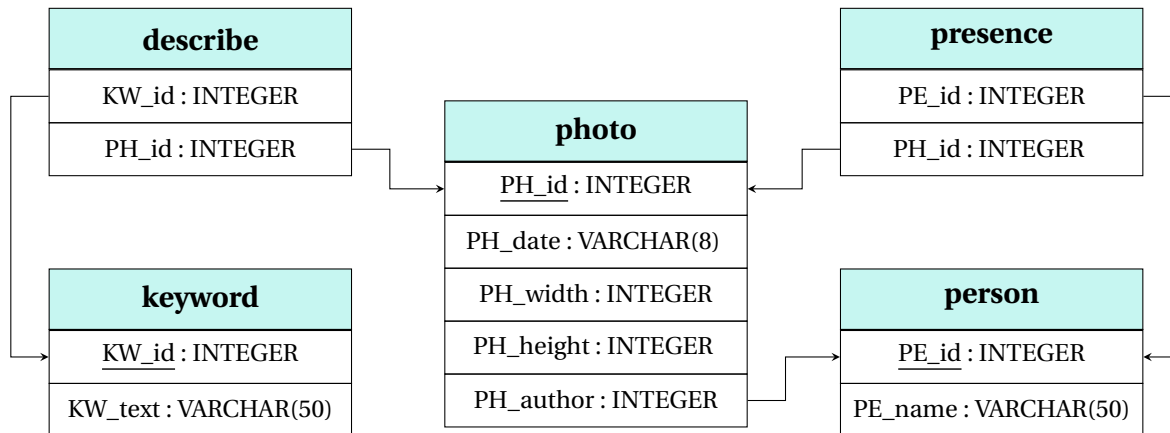 describe
KW_id : INTEGER
PH_id : INTEGER
keyword
KW_id : INTEGER
KW_text : VARCHAR(50)
photo
PH_id : INTEGER
PH_date : VARCHAR(8)
PH_width : INTEGER
PH_height : INTEGER
PH_author : INTEGER
presence
PE_id : INTEGER
PH_id : INTEGER
person
PE_id : INTEGER
PE_name : VARCHAR(50)